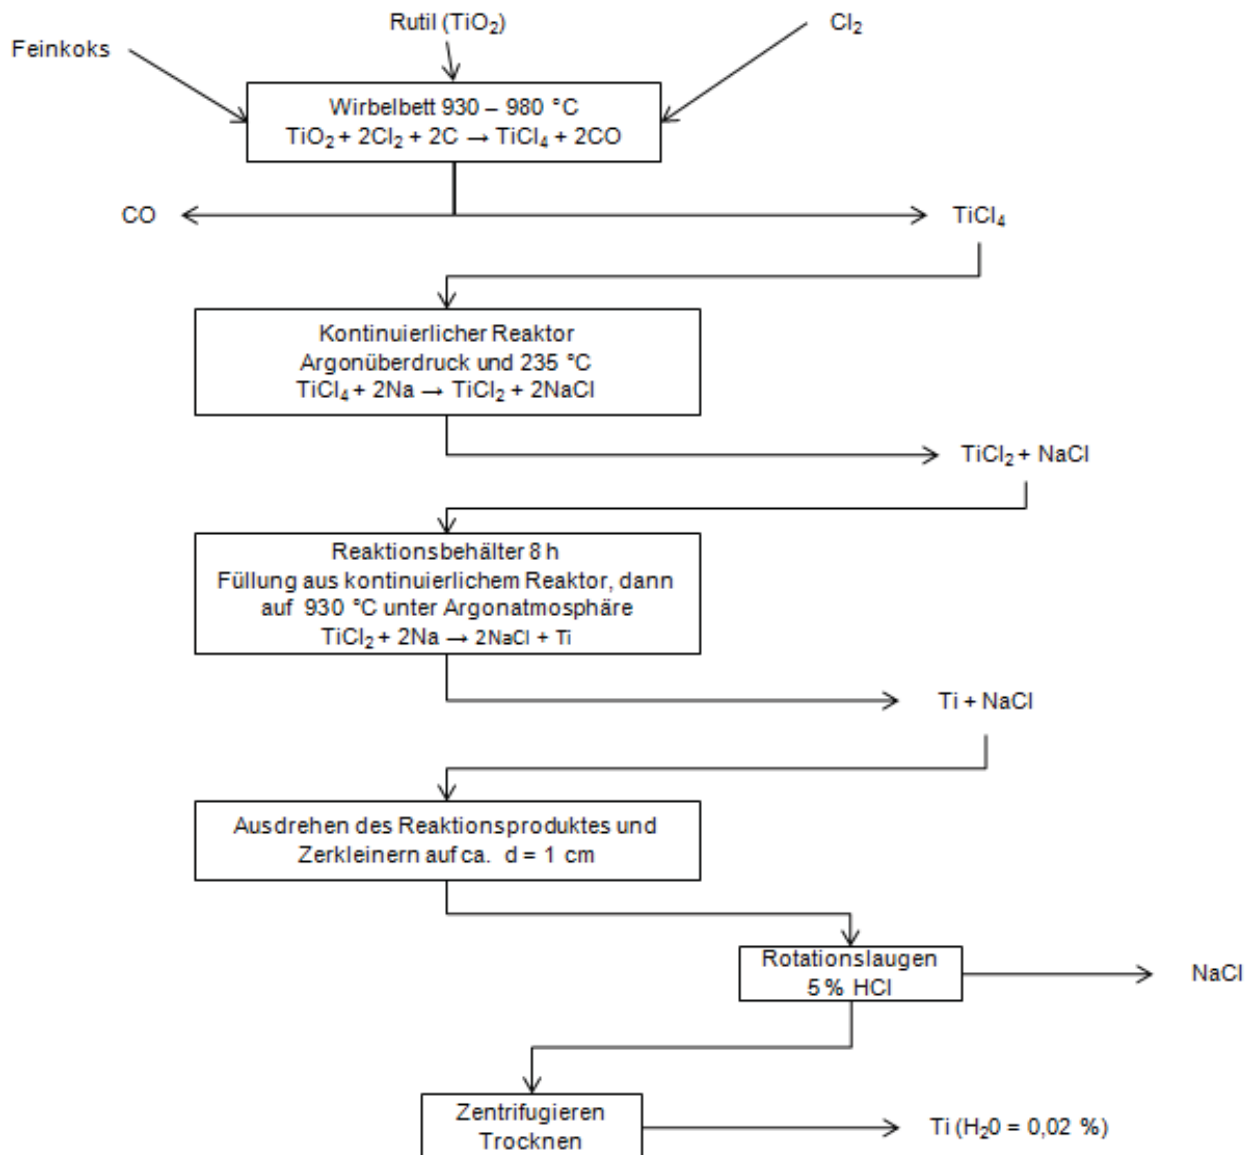 Rutil (TiO₂)
Cl₂
Feinkoks
Wirbelbett 930 – 980 °C
TiO₂ + 2Cl₂ + 2C → TiCl₄ + 2CO
CO
TiCl₄
Kontinuierlicher Reaktor
Argonüberdruck und 235 °C
TiCl₄ + 2Na → TiCl₂ + 2NaCl
TiCl₂ + NaCl
Reaktionsbehälter 8 h
Füllung aus kontinuierlichem Reaktor, dann
auf 930 °C unter Argonatmosphäre
TiCl₂ + 2Na → 2NaCl + Ti
Ti + NaCl
Ausdrehen des Reaktionsproduktes und
Zerkleinern auf ca. d = 1 cm
Rotationslaugen
5 % HCl
NaCl
Zentrifugieren
Trocknen
Ti (H₂0 = 0,02 %)